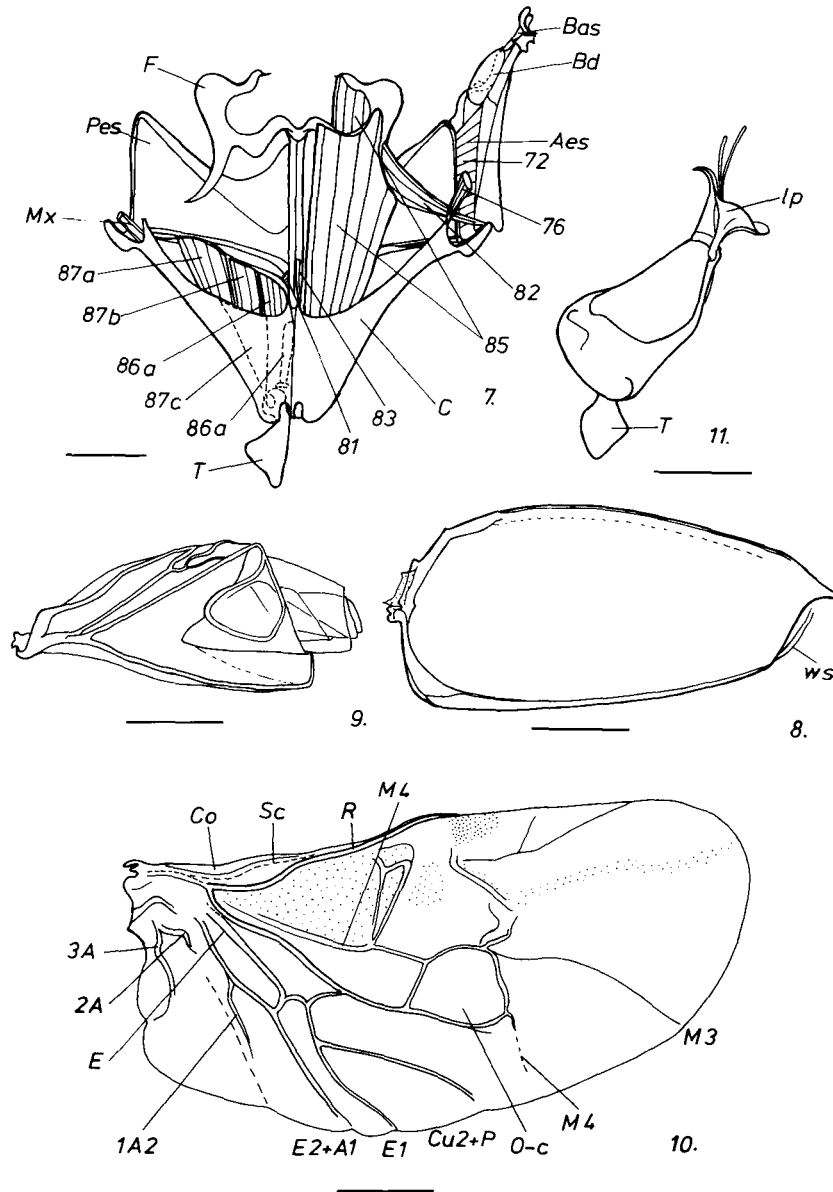 Bas
F
Bd
Pes
Aes
72
lp
Mx
76
87a
82
87b
85
86a
87c
C
7.
86a
83
81
T
T
11.
ws
9.
8.
Co
Sc
R
M4
3A
2A
E
M3
1A2
E2+A1
E1
Cu2+P
O-c
M4
10.